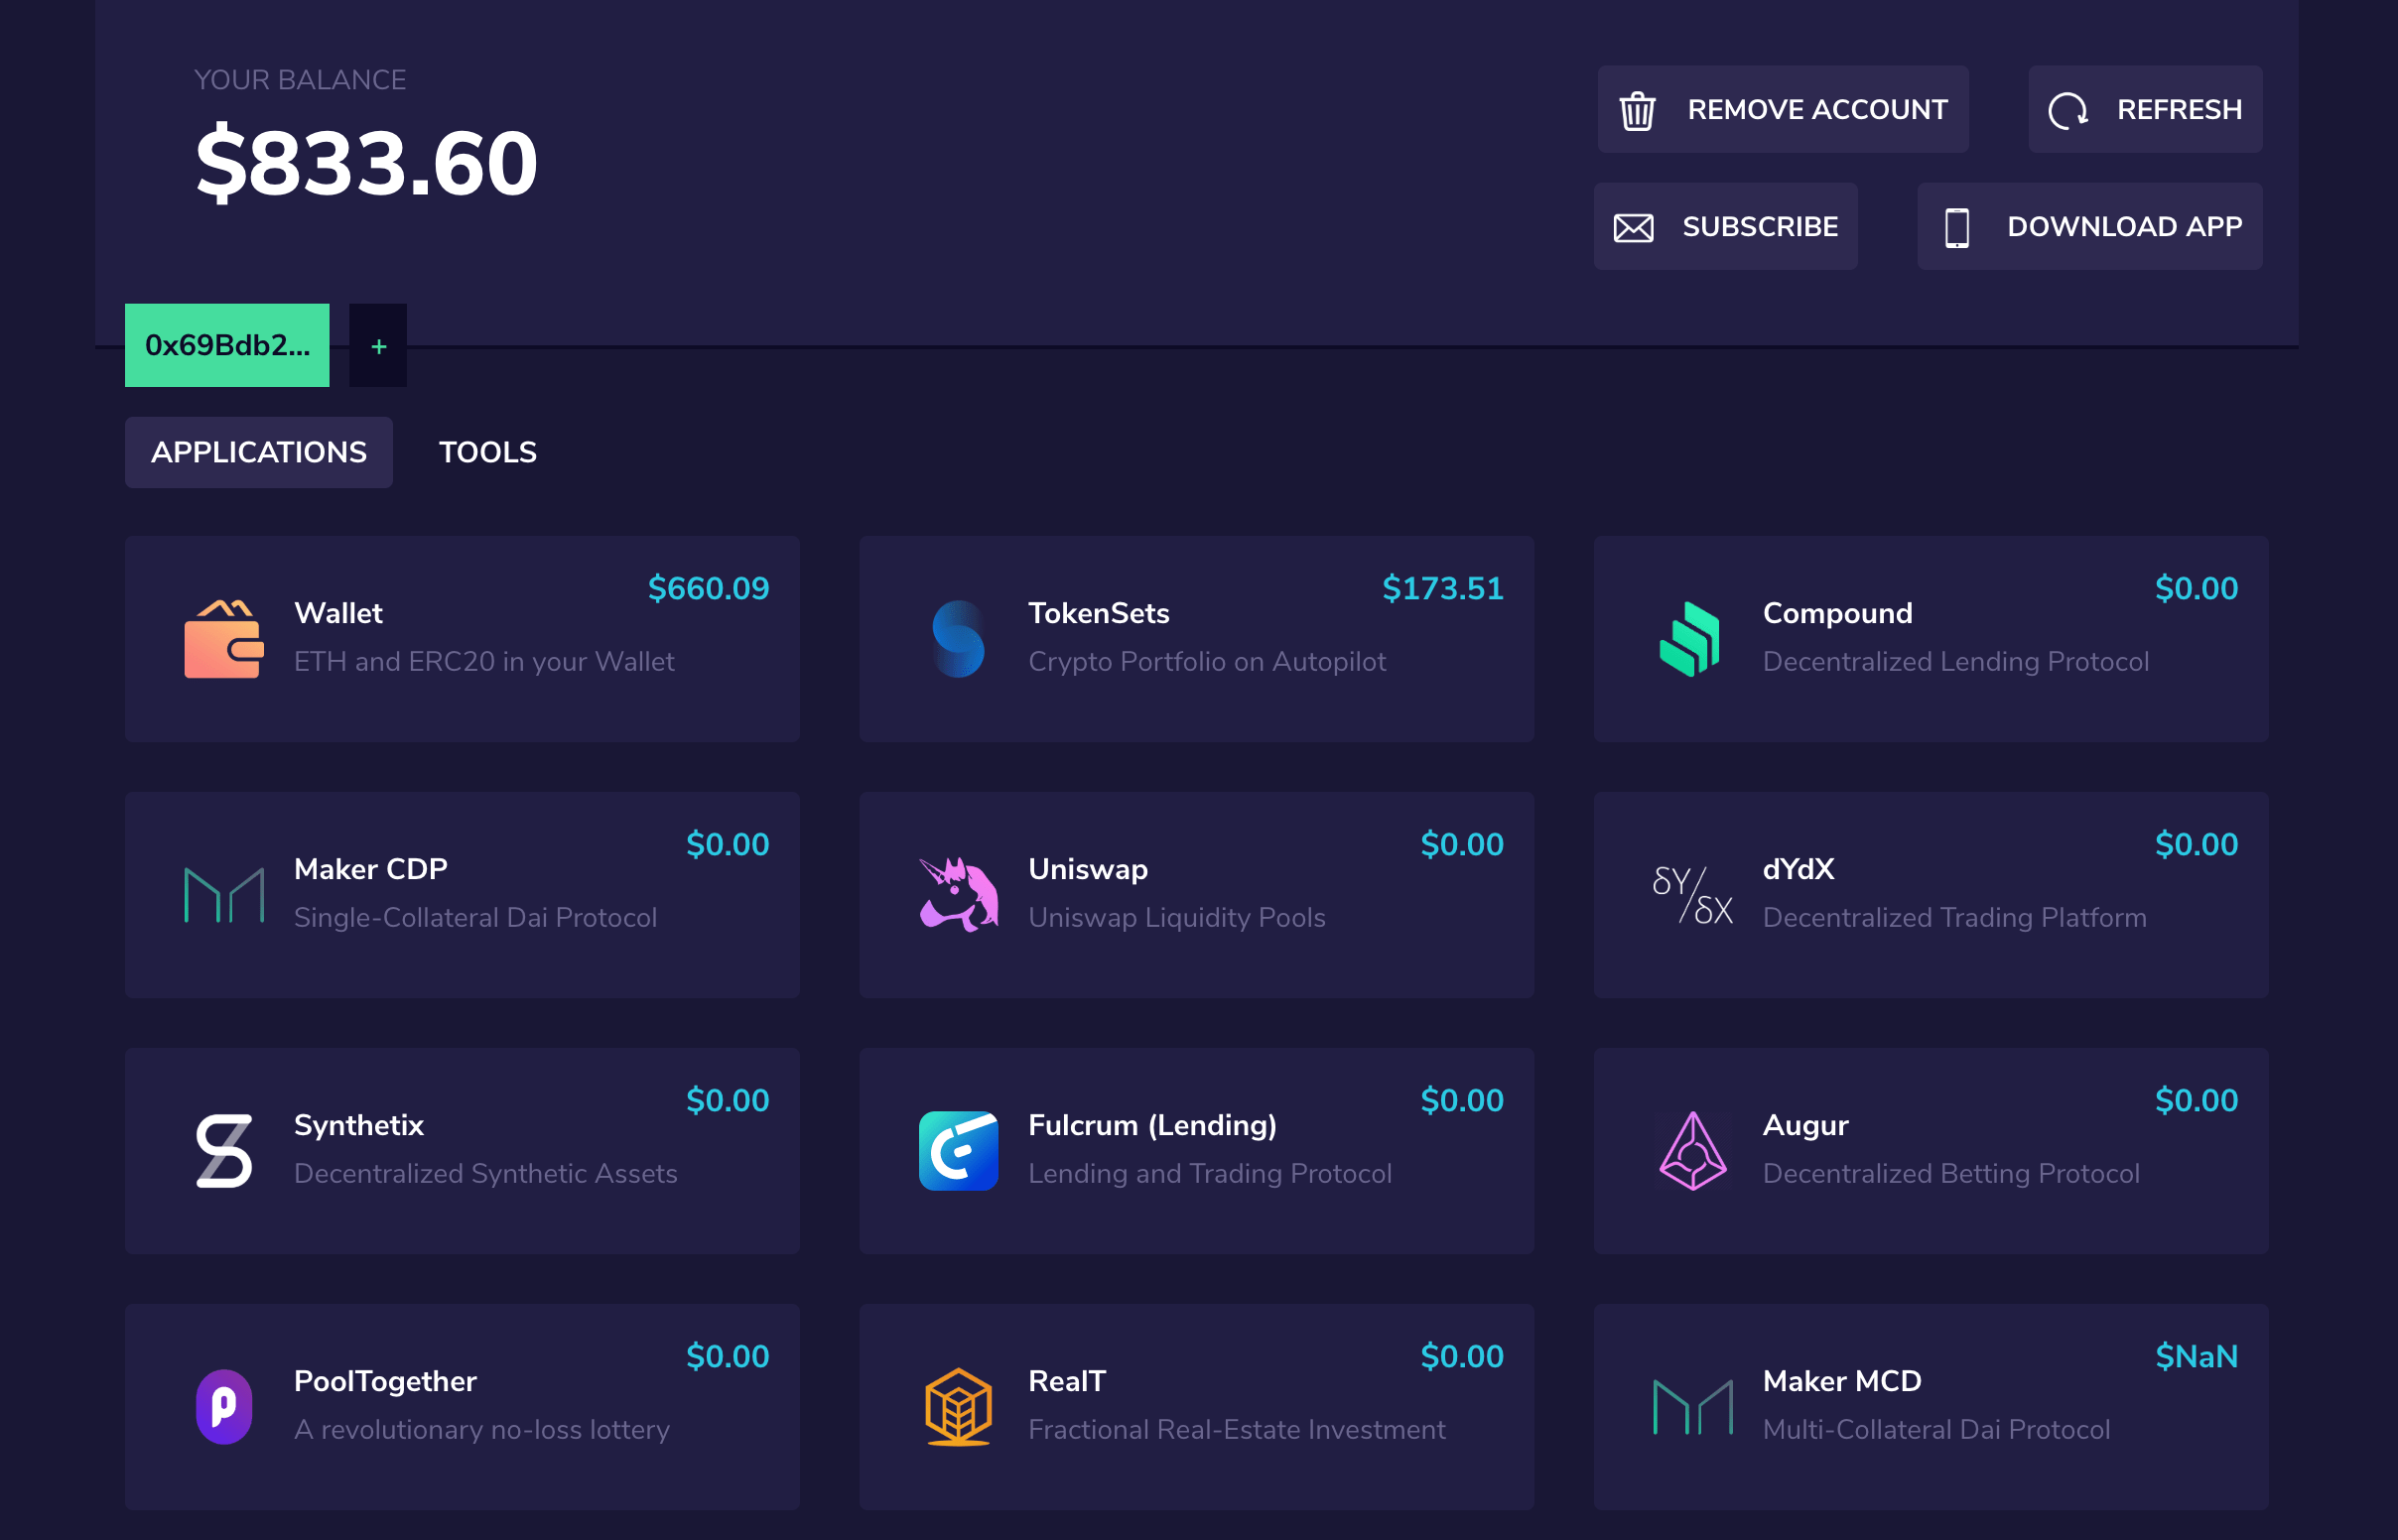 YOUR BALANCE
$833.60
REMOVE ACCOUNT
REFRESH
SUBSCRIBE
DOWNLOAD APP
0x69Bdb2...
+
APPLICATIONS
TOOLS
Wallet
$660.09
ETH and ERC20 in your Wallet
TokenSets
$173.51
Crypto Portfolio on Autopilot
Compound
$0.00
Decentralized Lending Protocol
Maker CDP
$0.00
Single-Collateral Dai Protocol
Uniswap
$0.00
Uniswap Liquidity Pools
δY/δX
dYdX
$0.00
Decentralized Trading Platform
Synthetix
$0.00
Decentralized Synthetic Assets
Fulcrum (Lending)
$0.00
Lending and Trading Protocol
Augur
$0.00
Decentralized Betting Protocol
PoolTogether
$0.00
A revolutionary no-loss lottery
RealT
$0.00
Fractional Real-Estate Investment
Maker MCD
$NaN
Multi-Collateral Dai Protocol